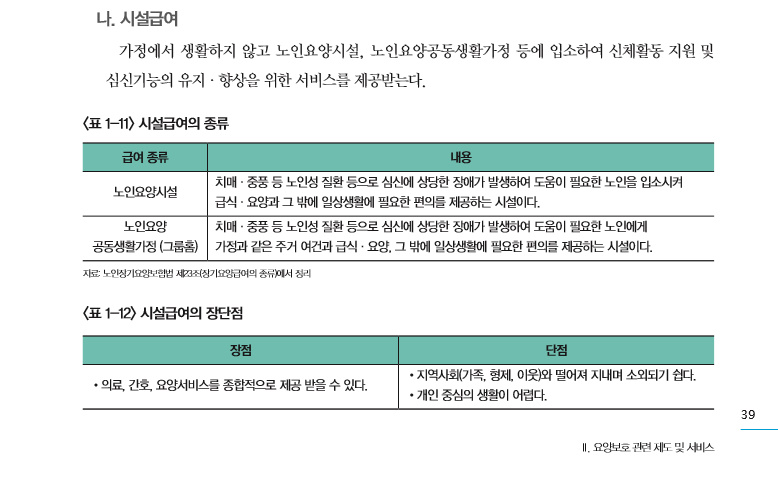 나. 시설급여
가정에서 생활하지 않고 노인요양시설, 노인요양공동생활가정 등에 입소하여 신체활동 지원 및
심신기능의 유지·향상을 위한 서비스를 제공받는다.
<표 1-11> 시설급여의 종류
급여 종류 내용
노인요양시설
치매·중풍 등 노인성 질환 등으로 심신에 상당한 장애가 발생하여 도움이 필요한 노인을 입소시켜
급식·요양과 그 밖에 일상생활에 필요한 편의를 제공하는 시설이다.
노인요양
공동생활가정 (그룹홈)
치매·중풍 등 노인성 질환 등으로 심신에 상당한 장애가 발생하여 도움이 필요한 노인에게
가정과 같은 주거 여건과 급식·요양, 그 밖에 일상생활에 필요한 편의를 제공하는 시설이다.
자료: 노인장기요양보험법 제23조(장기요양급여의 종류)에서 정리
<표 1-12> 시설급여의 장단점
장점 단점
• 의료, 간호, 요양서비스를 종합적으로 제공 받을 수 있다.
• 지역사회(가족, 형제, 이웃)와 떨어져 지내며 소외되기 쉽다.
• 개인 중심의 생활이 어렵다.
39
Ⅱ. 요양보호 관련 제도 및 서비스